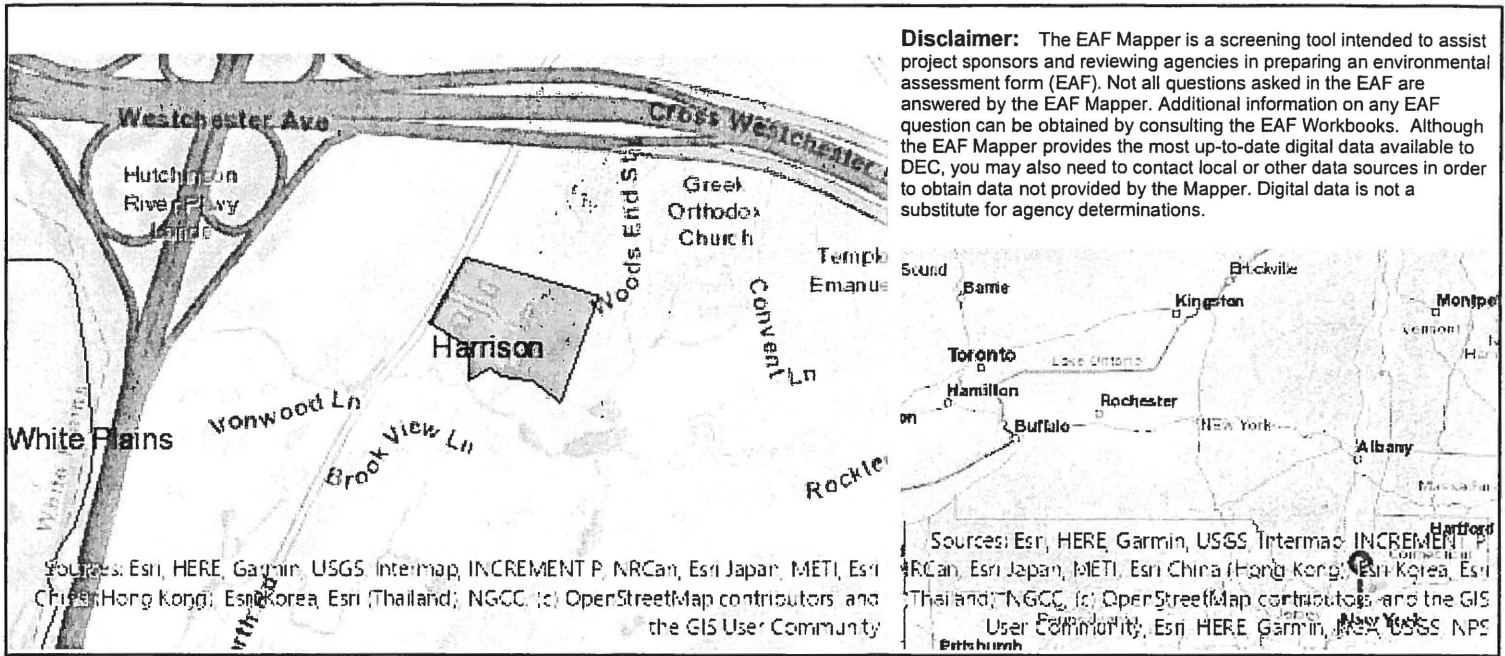 Disclaimer: The EAF Mapper is a screening tool intended to assist
project sponsors and reviewing agencies in preparing an environmental
assessment form (EAF). Not all questions asked in the EAF are
answered by the EAF Mapper. Additional information on any EAF
question can be obtained by consulting the EAF Workbooks. Although
the EAF Mapper provides the most up-to-date digital data available to
DEC, you may also need to contact local or other data sources in order
to obtain data not provided by the Mapper. Digital data is not a
substitute for agency determinations.
Westchester Ave
Cross Westchester
Hutchinson
River Pkwy
Woods End
Greek
Orthodox
Church
Convent
Ln
Harrison
Ironwood Ln
Brook View Ln
White Plains
Sources: Esri, HERE, Garmin, USGS, Intermap, INCREMENT P, NRCan, Esri Japan, METI, Esri
China (Hong Kong), Esri Korea, Esri (Thailand), NGCC, (c) OpenStreetMap contributors, and
the GIS User Community
Sound
Barrie
Kingston
Toronto
Lake Ontario
Vermont
Hamilton
Rochester
Buffalo
NEW York
Albany
Hartford
Sources: Esri, HERE, Garmin, USGS, Intermap, INCREMENT P,
NRCan, Esri Japan, METI, Esri China (Hong Kong), Esri Korea, Esri
(Thailand), NGCC, (c) OpenStreetMap contributors, and the GIS
User Community, Esri, HERE, Garmin, USGS, NPS
New York
Pittsburgh